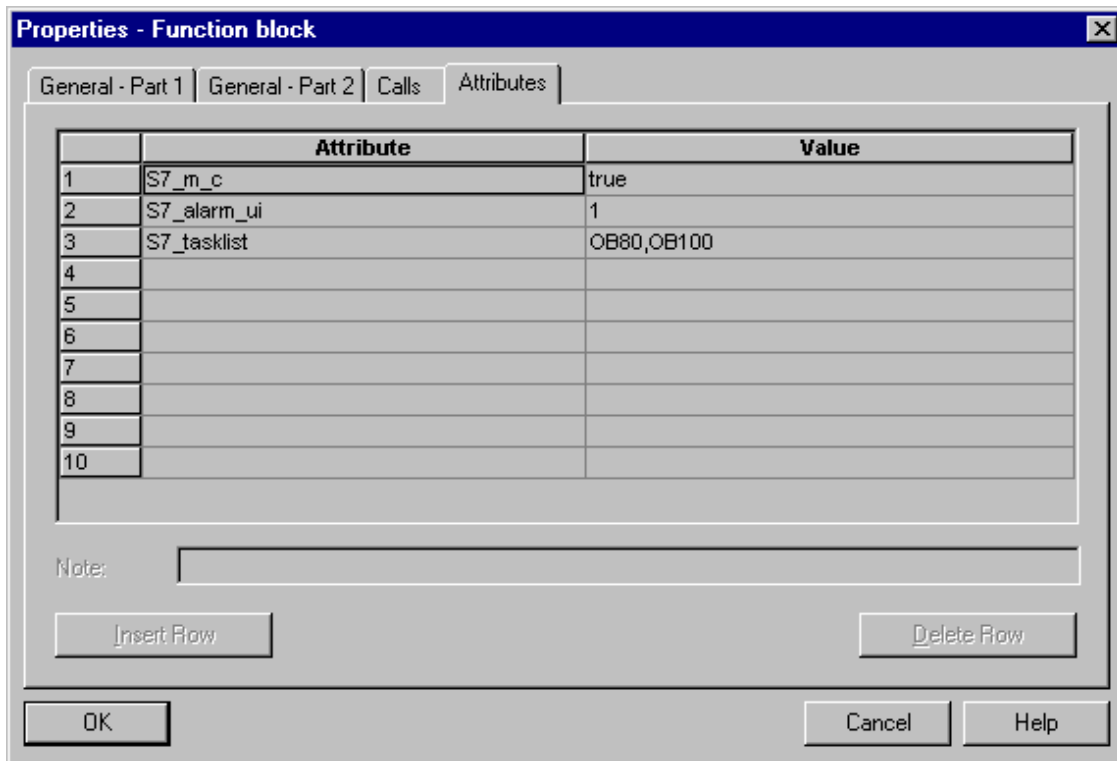 Properties - Function block
General - Part 1 General - Part 2 Calls Attributes
Attribute Value
1 S7_m_c true
2 S7_alarm_ui 1
3 S7_tasklist OB80,OB100
4
5
6
7
8
9
10
Note:
Insert Row Delete Row
OK Cancel Help